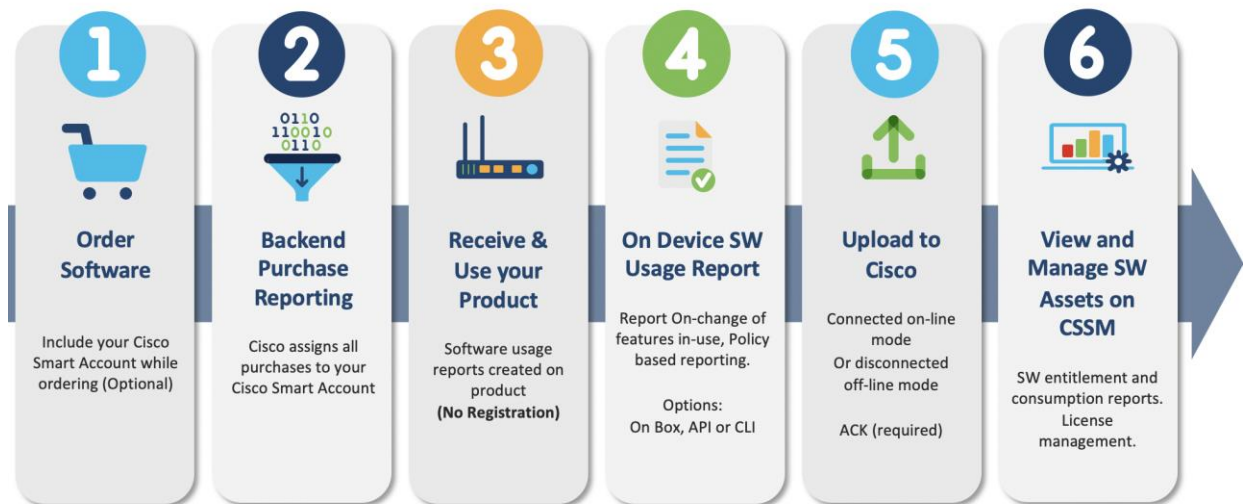 1
Order
Software
Include your Cisco
Smart Account while
ordering (Optional)
2
0110
110010
0110
Backend
Purchase
Reporting
Cisco assigns all
purchases to your
Cisco Smart Account
3
Receive &
Use your
Product
Software usage
reports created on
product
(No Registration)
4
On Device SW
Usage Report
Report On-change of
features in-use, Policy
based reporting.
Options:
On Box, API or CLI
5
Upload to
Cisco
Connected on-line
mode
Or disconnected
off-line mode
ACK (required)
6
View and
Manage SW
Assets on
CSSM
SW entitlement and
consumption reports.
License
management.